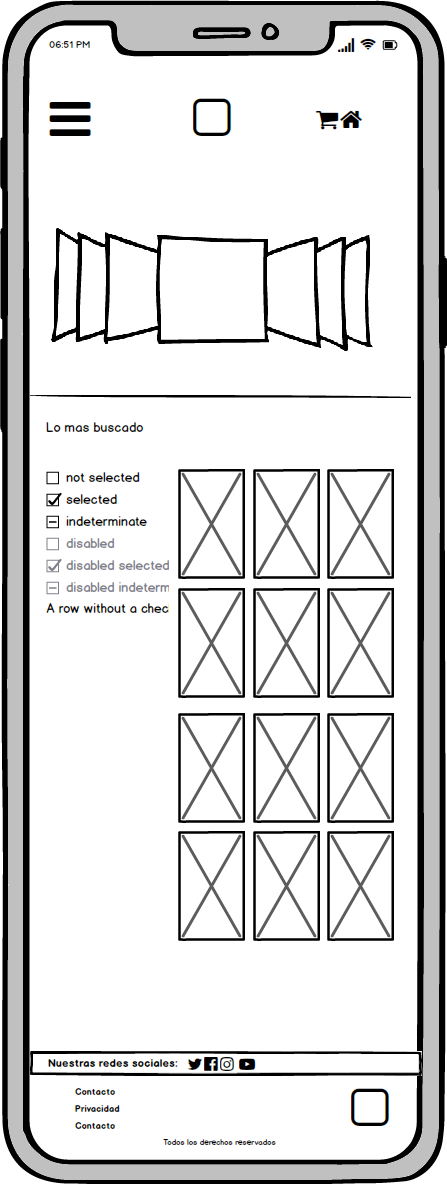 06:51 PM
Lo mas buscado
not selected
selected
indeterminate
disabled
disabled selected
disabled indeterm
A row without a chec
Nuestras redes sociales:
Contacto
Privacidad
Contacto
Todos los derechos reservados